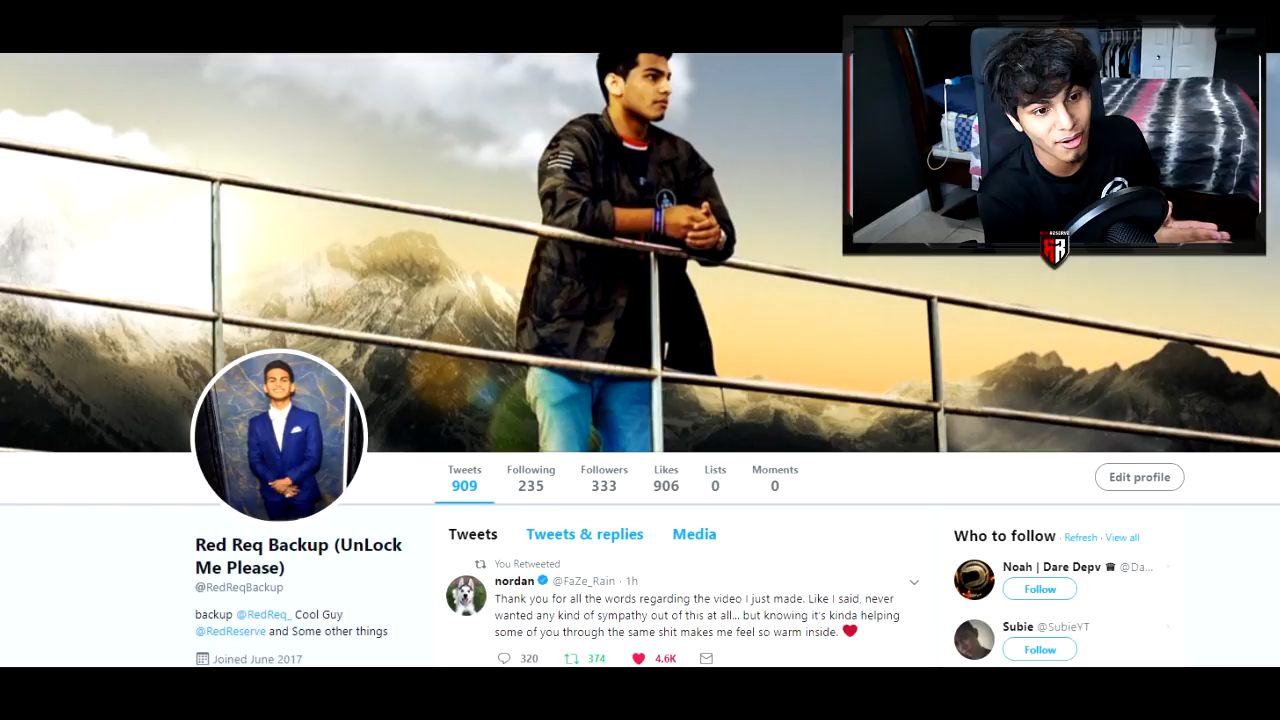 RESERVE
Tweets Following Followers Likes Lists Moments
909 235 333 906 0 0
Edit profile
Red Req Backup (UnLock
Me Please)
@RedReqBackup
backup @RedReq_ Cool Guy
@RedReserve and Some other things
Joined June 2017
Tweets Tweets & replies Media
You Retweeted
nordan @FaZe_Rain · 1h
Thank you for all the words regarding the video I just made. Like I said, never
wanted any kind of sympathy out of this at all... but knowing it's kinda helping
some of you through the same shit makes me feel so warm inside. ❤
320 374 4.6K
Who to follow · Refresh · View all
Noah | Dare Depv ♛ @Da...
Follow
Subie @SubieYT
Follow